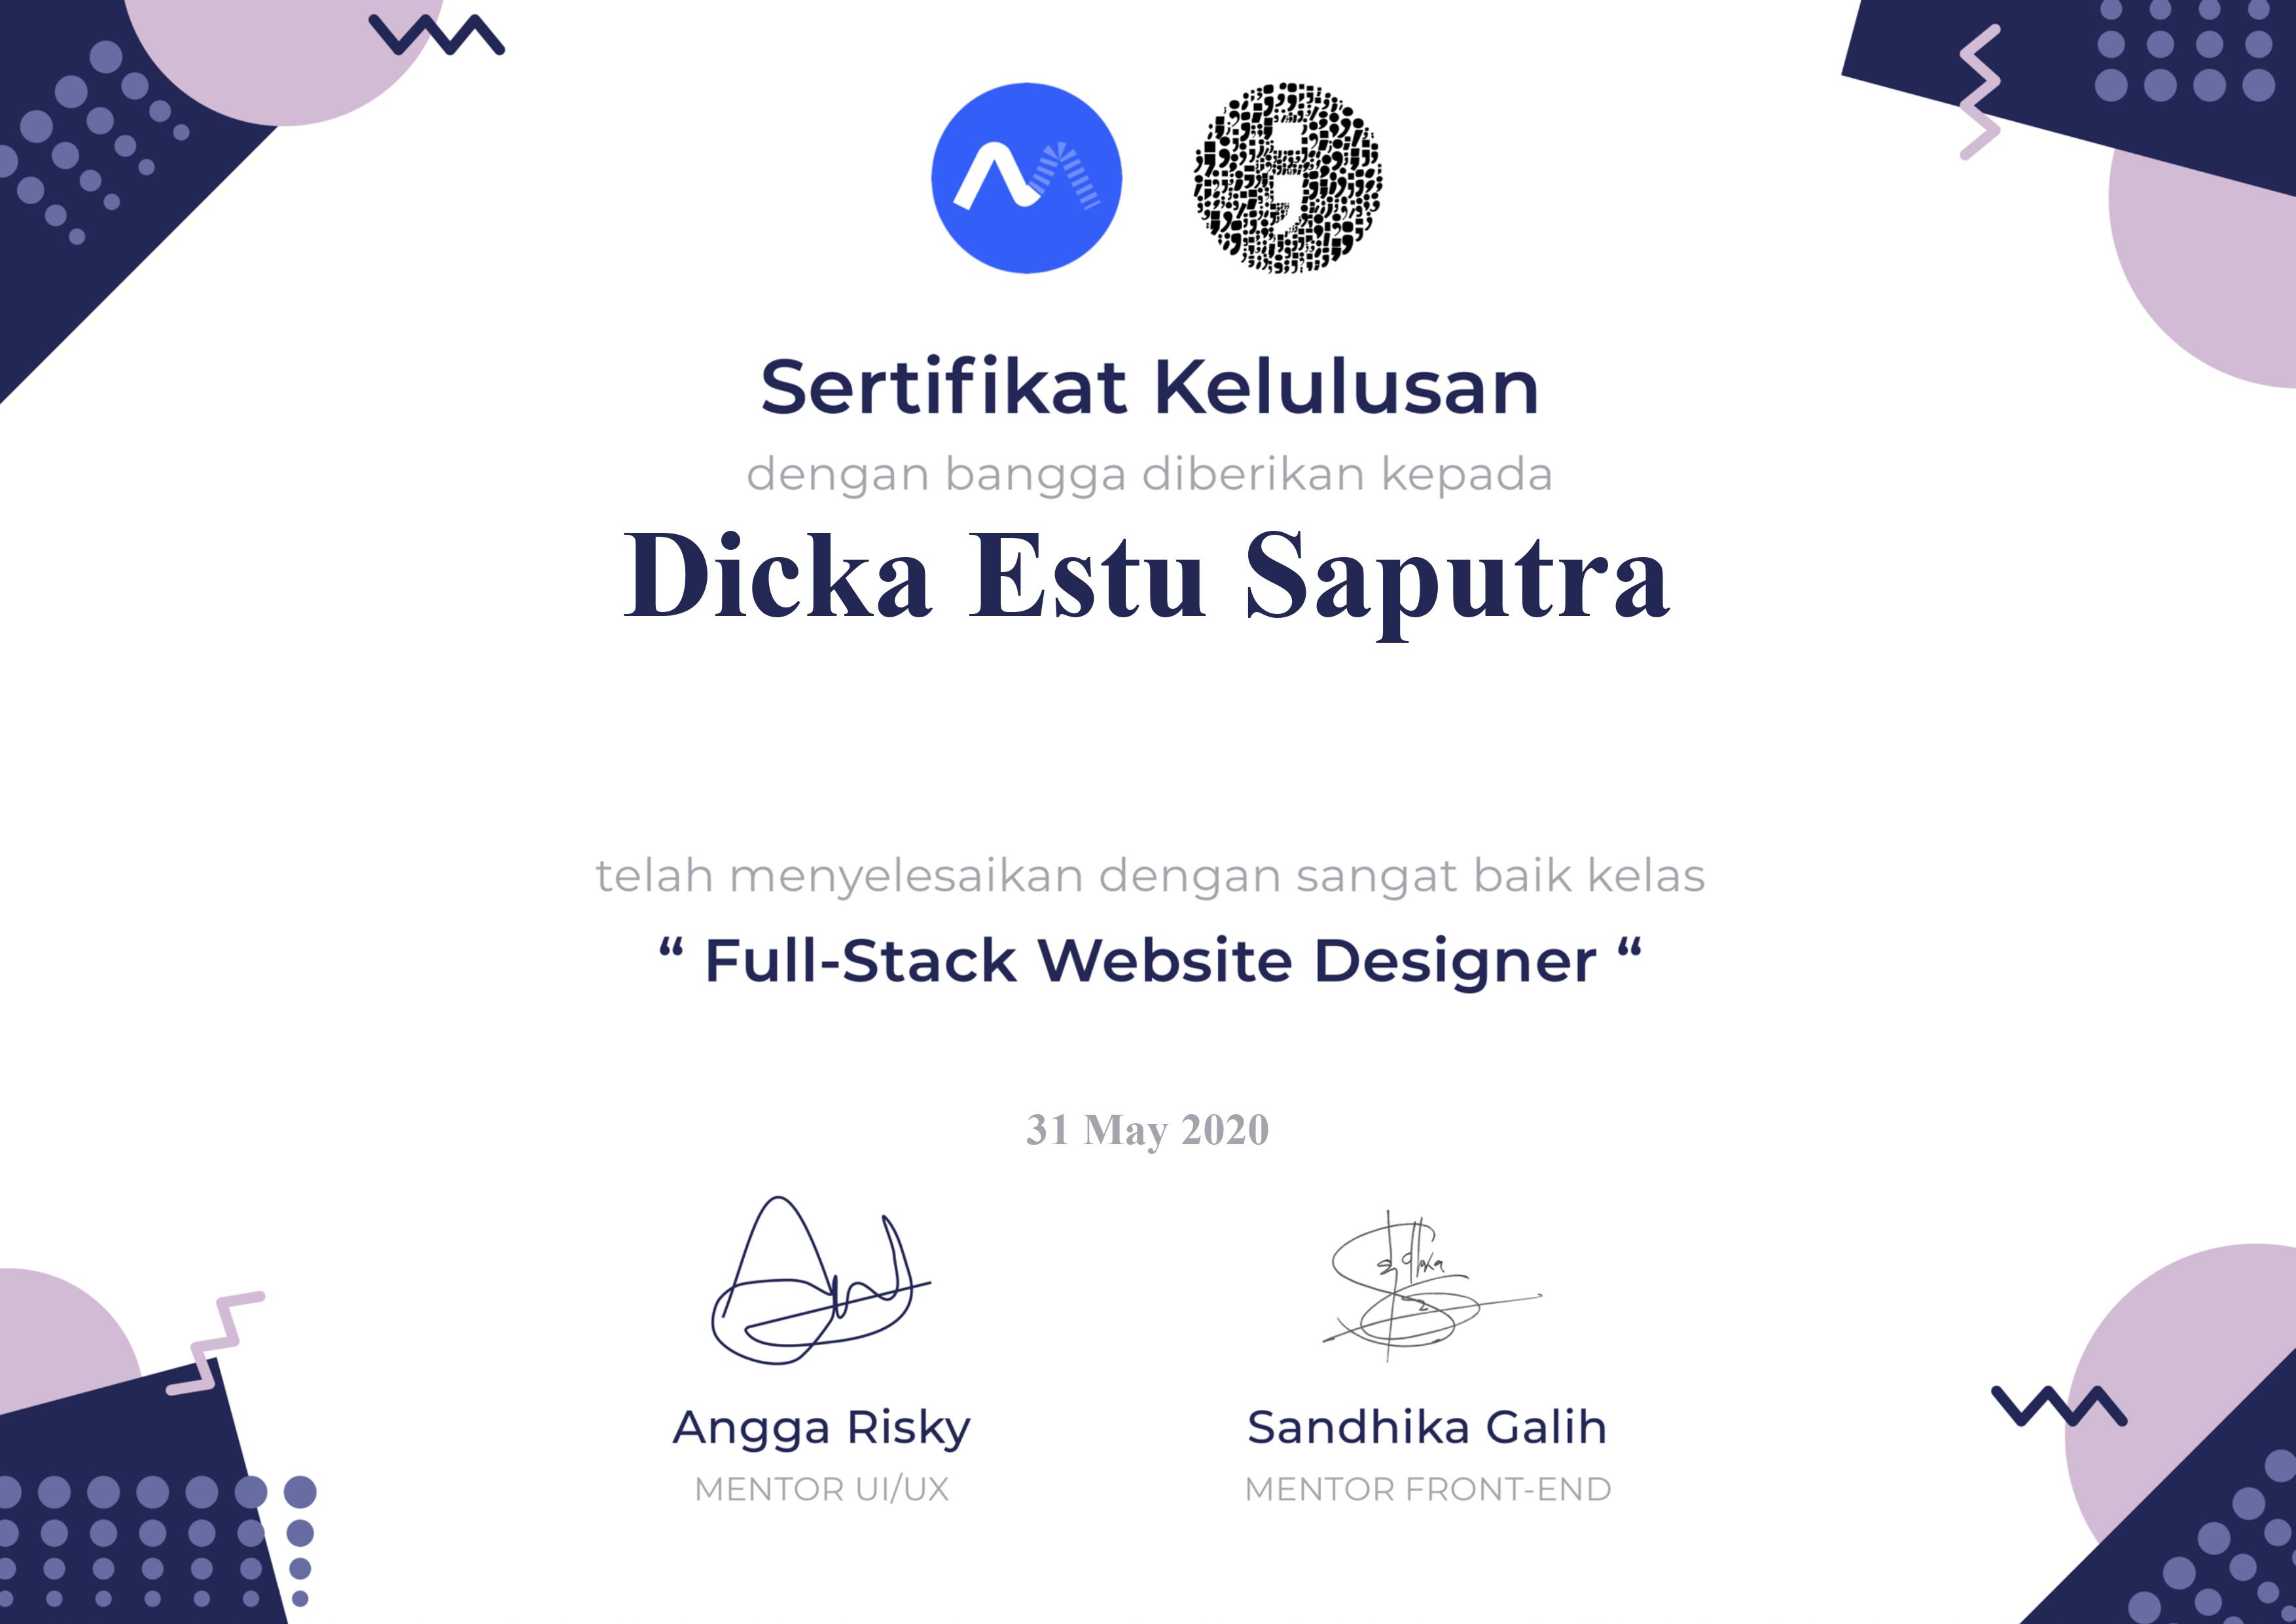 Sertifikat Kelulusan
dengan bangga diberikan kepada
Dicka Estu Saputra
telah menyelesaikan dengan sangat baik kelas
“ Full-Stack Website Designer “
31 May 2020
Sandhika
Angga Risky
Sandhika Galih
MENTOR UI/UX
MENTOR FRONT-END